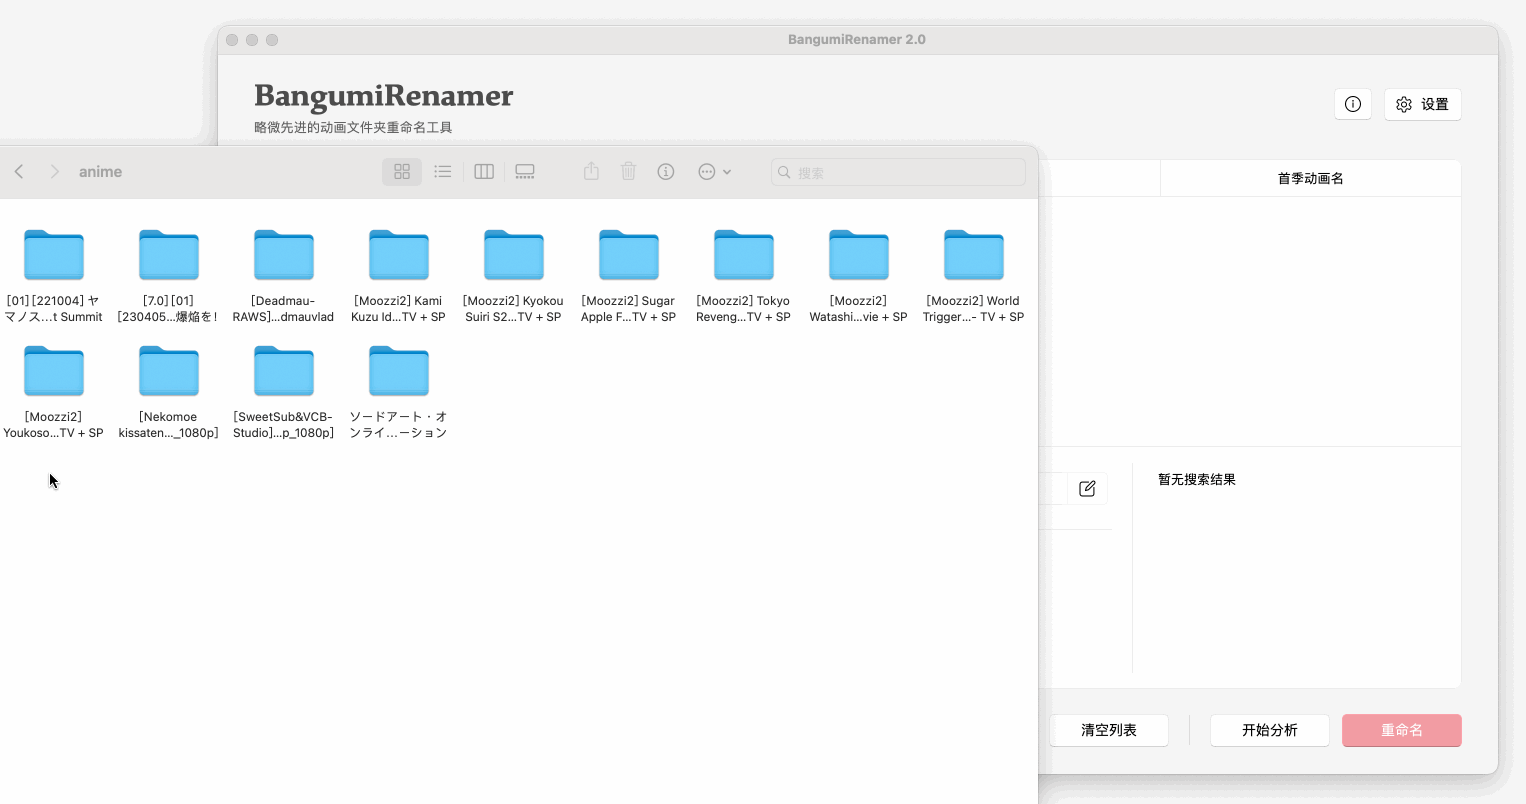 BangumiRenamer 2.0
BangumiRenamer
略微先进的动画文件夹重命名工具
设置
anime
搜索
首季动画名
[01][221004] ヤ
マノス…t Summit
[7.0][01]
[230405…爆焔を!
[Deadmau-
RAWS]…dmauvlad
[Moozzi2] Kami
Kuzu Id…TV + SP
[Moozzi2] Kyokou
Suiri S2…TV + SP
[Moozzi2] Sugar
Apple F…TV + SP
[Moozzi2] Tokyo
Reveng…TV + SP
[Moozzi2]
Watashi…vie + SP
[Moozzi2] World
Trigger…- TV + SP
[Moozzi2]
Youkoso…TV + SP
[Nekomoe
kissaten…_1080p]
[SweetSub&VCB-
Studio]…p_1080p]
ソードアート・オ
ンライ…ーション
暂无搜索结果
清空列表
开始分析
重命名